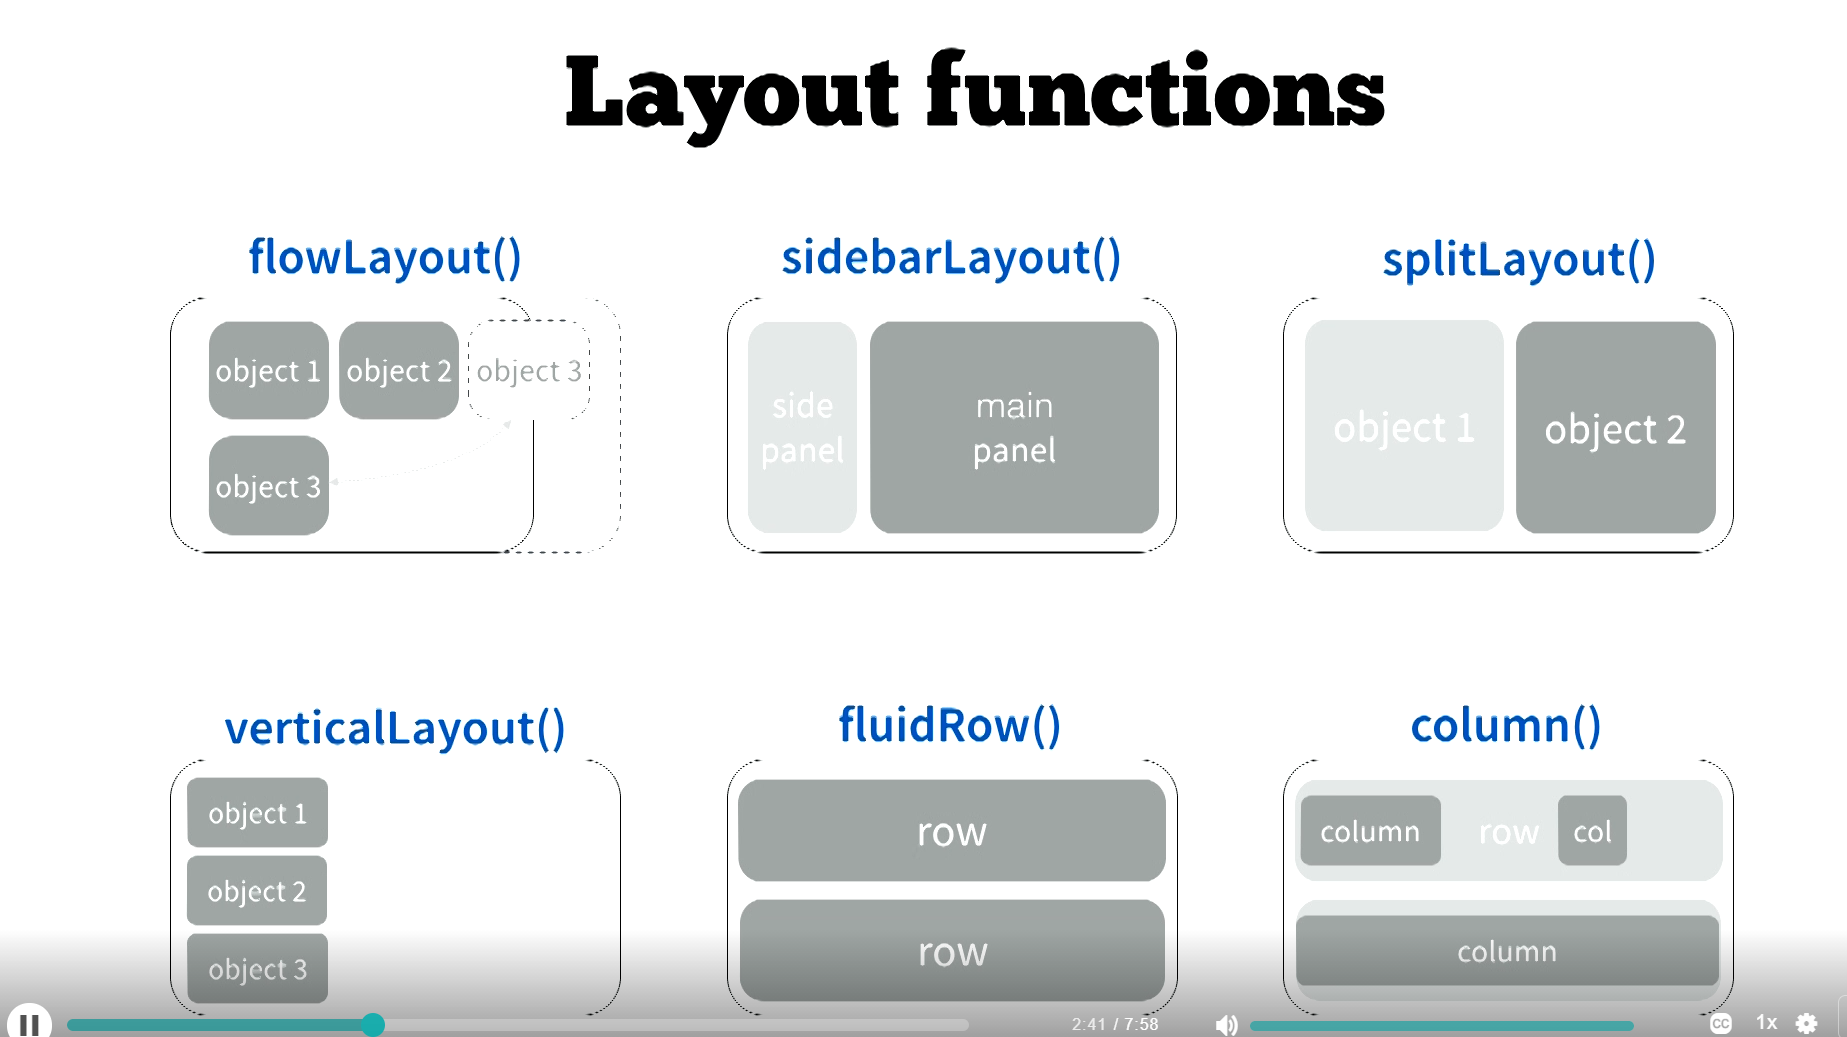 Layout functions
flowLayout()
object 1
object 2
object 3
object 3
sidebarLayout()
side
panel
main
panel
splitLayout()
object 1
object 2
verticalLayout()
object 1
object 2
object 3
fluidRow()
row
row
column()
column
row
col
column
2:41 / 7:58
CC
1x